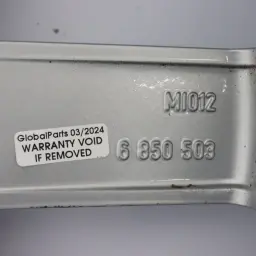 MI012
GlobalParts 03/2024
WARRANTY VOID
IF REMOVED
6 850 503